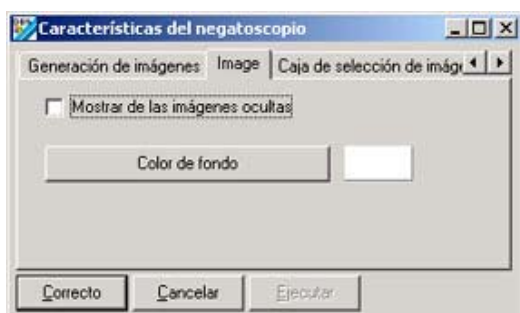 Características del negatoscopio
Generación de imágenes Image Caja de selección de imáge
Mostrar de las imágenes ocultas
Color de fondo
Correcto Cancelar Ejecutar